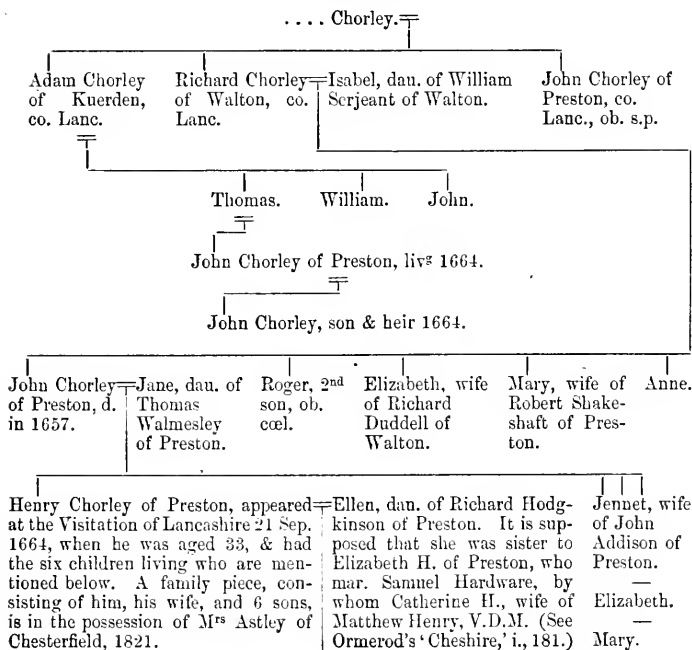 .... Chorley.
Adam Chorley
of Kuerden,
co. Lanc.
Richard Chorley
of Walton, co.
Lanc.
Isabel, dau. of William
Serjeant of Walton.
John Chorley of
Preston, co.
Lanc., ob. s.p.
Thomas. William. John.
John Chorley of Preston, livg 1664.
John Chorley, son & heir 1664.
John Chorley
of Preston, d.
in 1657.
Jane, dau. of
Thomas
Walmesley
of Preston.
Roger, 2nd
son, ob.
cœl.
Elizabeth, wife
of Richard
Duddell of
Walton.
Mary, wife of
Robert Shake-
shaft of Pres-
ton.
Anne.
Henry Chorley of Preston, appeared
at the Visitation of Lancashire 21 Sep.
1664, when he was aged 33, & had
the six children living who are men-
tioned below. A family piece, con-
sisting of him, his wife, and 6 sons,
is in the possession of Mrs Astley of
Chesterfield, 1821.
Ellen, dau. of Richard Hodg-
kinson of Preston. It is sup-
posed that she was sister to
Elizabeth H. of Preston, who
mar. Samuel Hardware, by
whom Catherine H., wife of
Matthew Henry, V.D.M. (See
Ormerod's ‘Cheshire,’ i., 181.)
Jennet, wife
of John
Addison of
Preston.
—
Elizabeth.
—
Mary.